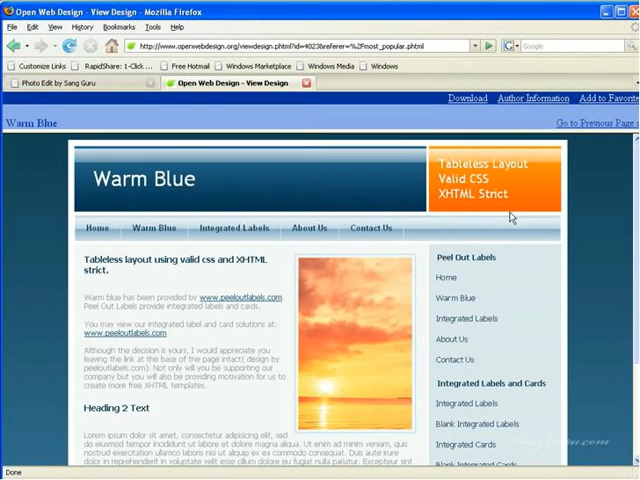 Open Web Design - View Design - Mozilla Firefox
File Edit View History Bookmarks Tools Help
http://www.openwebdesign.org/viewdesign.phtml?id=4023&referer=%2Fmost_popular.phtml
Google
Customize Links RapidShare: 1-Click ... Free Hotmail Windows Marketplace Windows Media Windows
Photo Edit by Sang Guru Open Web Design - View Design
Download Author Information Add to Favorite
Warm Blue Go to Previous Page
Warm Blue
Tableless Layout
Valid CSS
XHTML Strict
Home Warm Blue Integrated Labels About Us Contact Us
Tableless layout using valid css and XHTML
strict.
Warm blue has been provided by www.peeloutlabels.com.
Peel Out Labels provide integrated labels and cards.
You may view our integrated label and card solutions at:
www.peeloutlabels.com
Although the decision is yours, I would appreciate you
leaving the link at the base of the page intact( design by
peeloutlabels.com). Not only will you be supporting our
company but you will also be providing motivation for us to
create more free XHTML templates.
Heading 2 Text
Lorem ipsum dolor sit amet, consectetur adipisicing elit, sed
do eiusmod tempor incididunt ut labore et dolore magna aliqua. Ut enim ad minim veniam, quis
nostrud exercitation ullamco laboris nisi ut aliquip ex ea commodo consequat. Duis aute irure
dolor in reprehenderit in voluptate velit esse cillum dolore eu fugiat nulla pariatur. Excepteur
Peel Out Labels
Home
Warm Blue
Integrated Labels
About Us
Contact Us
Integrated Labels and Cards
Integrated Labels
Blank Integrated Labels
Integrated Cards
Blank Integrated Cards
Done